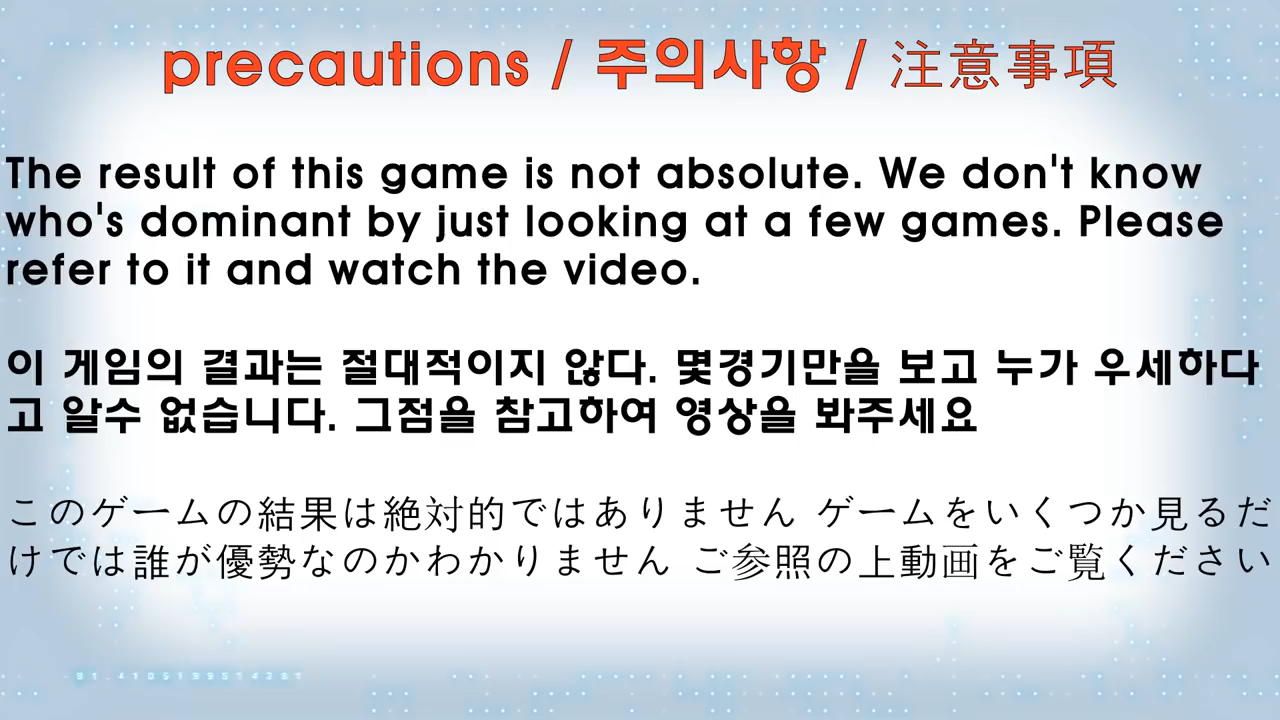 precautions / 주의사항 / 注意事項
The result of this game is not absolute. We don't know
who's dominant by just looking at a few games. Please
refer to it and watch the video.
이 게임의 결과는 절대적이지 않다. 몇경기만을 보고 누가 우세하다
고 알수 없습니다. 그점을 참고하여 영상을 봐주세요
このゲームの結果は絶対的ではありません ゲームをいくつか見るだ
けでは誰が優勢なのかわかりません ご参照の上動画をご覧ください